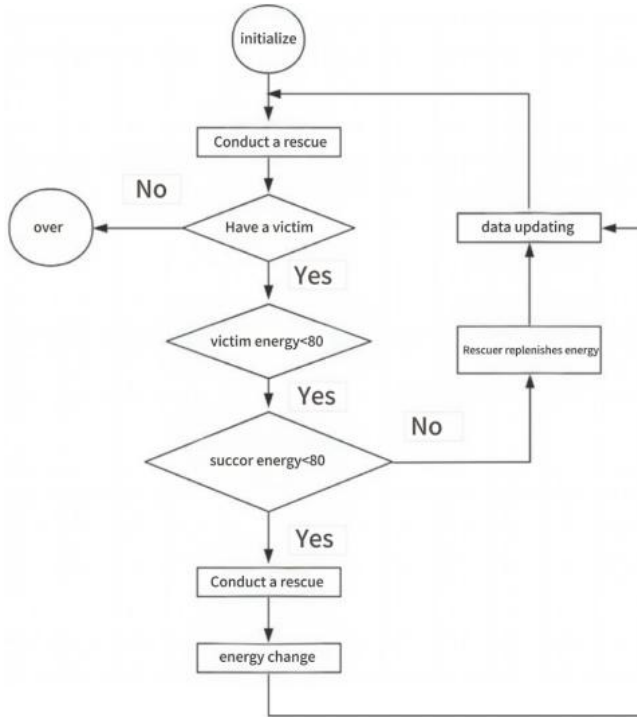 initialize
Conduct a rescue
No
over
Have a victim
data updating
Yes
victim energy<80
Rescuer replenishes energy
Yes
No
succor energy<80
Yes
Conduct a rescue
energy change